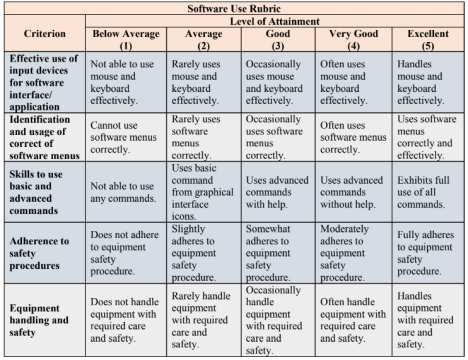 Software Use Rubric
Level of Attainment
Criterion
Below Average
(1)
Average
(2)
Good
(3)
Very Good
(4)
Excellent
(5)
Effective use of
input devices
for software
interface/
application
Not able to use
mouse and
keyboard
effectively.
Rarely uses
mouse and
keyboard
effectively.
Occasionally
uses mouse
and keyboard
effectively.
Often uses
mouse and
keyboard
effectively.
Handles
mouse and
keyboard
effectively.
Identification
and usage of
correct of
software menus
Cannot use
software menus
correctly.
Rarely uses
software
menus
correctly.
Occasionally
uses software
menus
correctly.
Often uses
software menus
correctly.
Uses software
menus
correctly and
effectively.
Skills to use
basic and
advanced
commands
Not able to use
any commands.
Uses basic
command
from graphical
interface
icons.
Uses advanced
commands
with help.
Uses advanced
commands
without help.
Exhibits full
use of all
commands.
Adherence to
safety
procedures
Does not adhere
to equipment
safety
procedure.
Slightly
adheres to
equipment
safety
procedure.
Somewhat
adheres to
equipment
safety
procedure.
Moderately
adheres to
equipment
safety
procedure.
Fully adheres
to equipment
safety
procedure.
Equipment
handling and
safety
Does not handle
equipment with
required care
and safety.
Rarely handle
equipment
with required
care and
safety.
Occasionally
handle
equipment
with required
care and
safety.
Often handle
equipment with
required care
and safety.
Handles
equipment
with required
care and
safety.